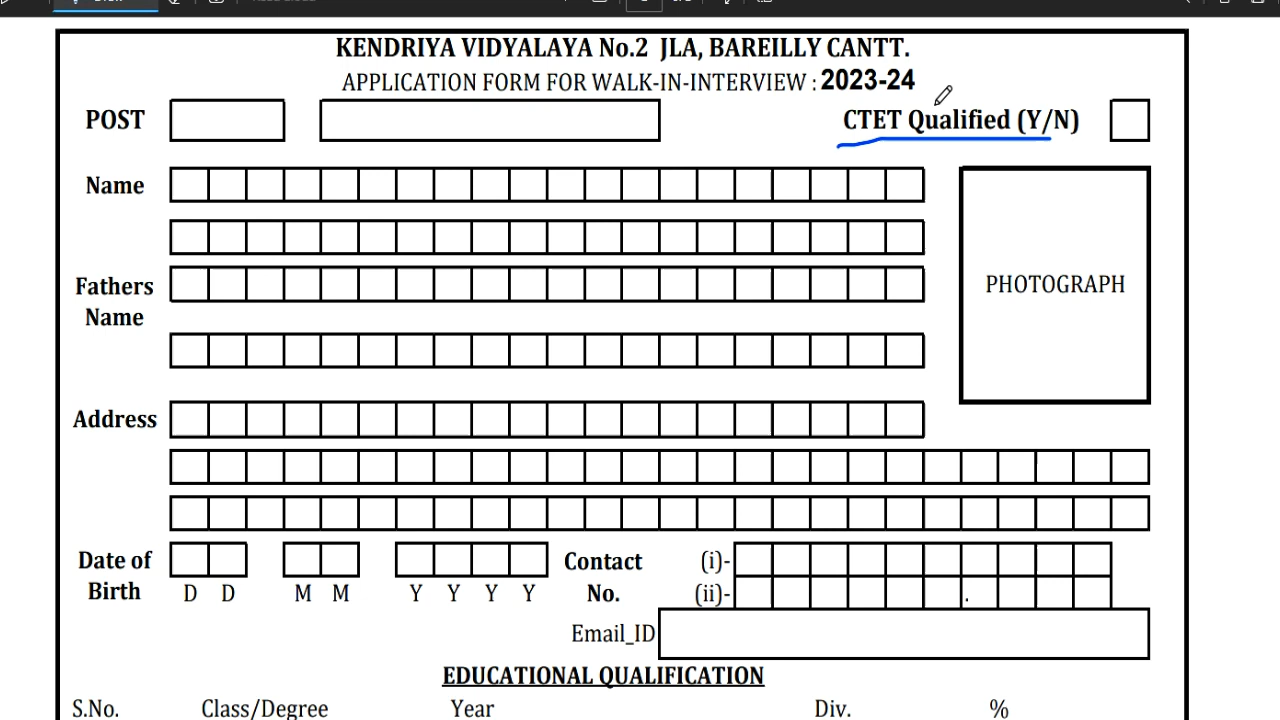 KENDRIYA VIDYALAYA No.2 JLA, BAREILLY CANTT.
APPLICATION FORM FOR WALK-IN-INTERVIEW : 2023-24
POST CTET Qualified (Y/N)
Name
PHOTOGRAPH
Fathers
Name
Address
Date of
Birth
D D M M Y Y Y Y
Contact
No.
(i)-
(ii)-
Email_ID
EDUCATIONAL QUALIFICATION
S.No. Class/Degree Year Div. %